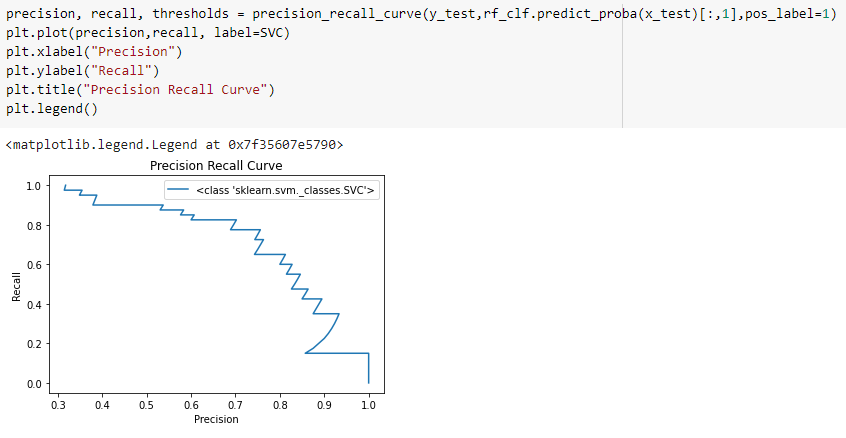 precision, recall, thresholds = precision_recall_curve(y_test,rf_clf.predict_proba(x_test)[:,1],pos_label=1)
plt.plot(precision,recall, label=SVC)
plt.xlabel("Precision")
plt.ylabel("Recall")
plt.title("Precision Recall Curve")
plt.legend()
<matplotlib.legend.Legend at 0x7f35607e5790>
Precision Recall Curve
<class 'sklearn.svm._classes.SVC'>
1.0
0.8
0.6
0.4
0.2
0.0
Recall
0.3 0.4 0.5 0.6 0.7 0.8 0.9 1.0
Precision